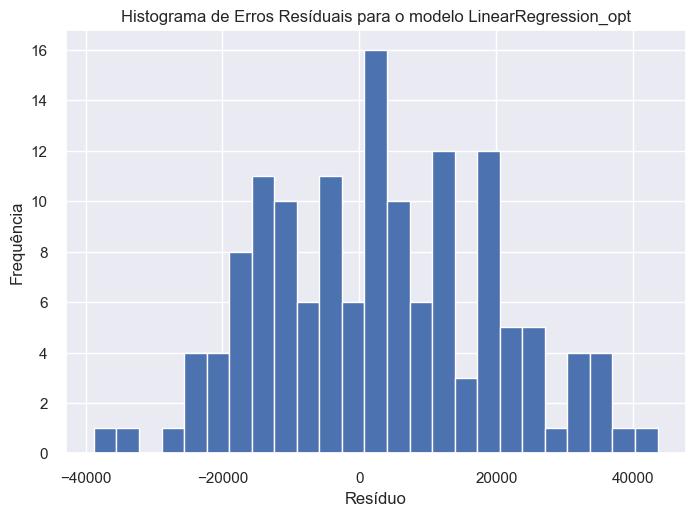 Histograma de Erros Resíduais para o modelo LinearRegression_opt
16
14
12
10
8
6
4
2
0
Frequência
−40000 −20000 0 20000 40000
Resíduo